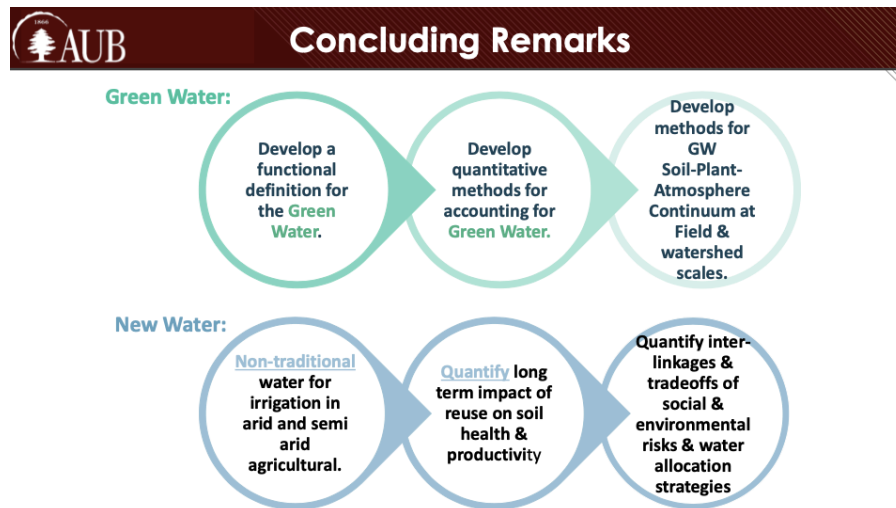 1866
AUB
Concluding Remarks
Green Water:
Develop a
functional
definition for
the Green
Water.
Develop
quantitative
methods for
accounting for
Green Water.
Develop
methods for
GW
Soil-Plant-
Atmosphere
Continuum at
Field &
watershed
scales.
New Water:
Non-traditional
water for
irrigation in
arid and semi
arid
agricultural.
Quantify long
term impact of
reuse on soil
health &
productivity
Quantify inter-
linkages &
tradeoffs of
social &
environmental
risks & water
allocation
strategies